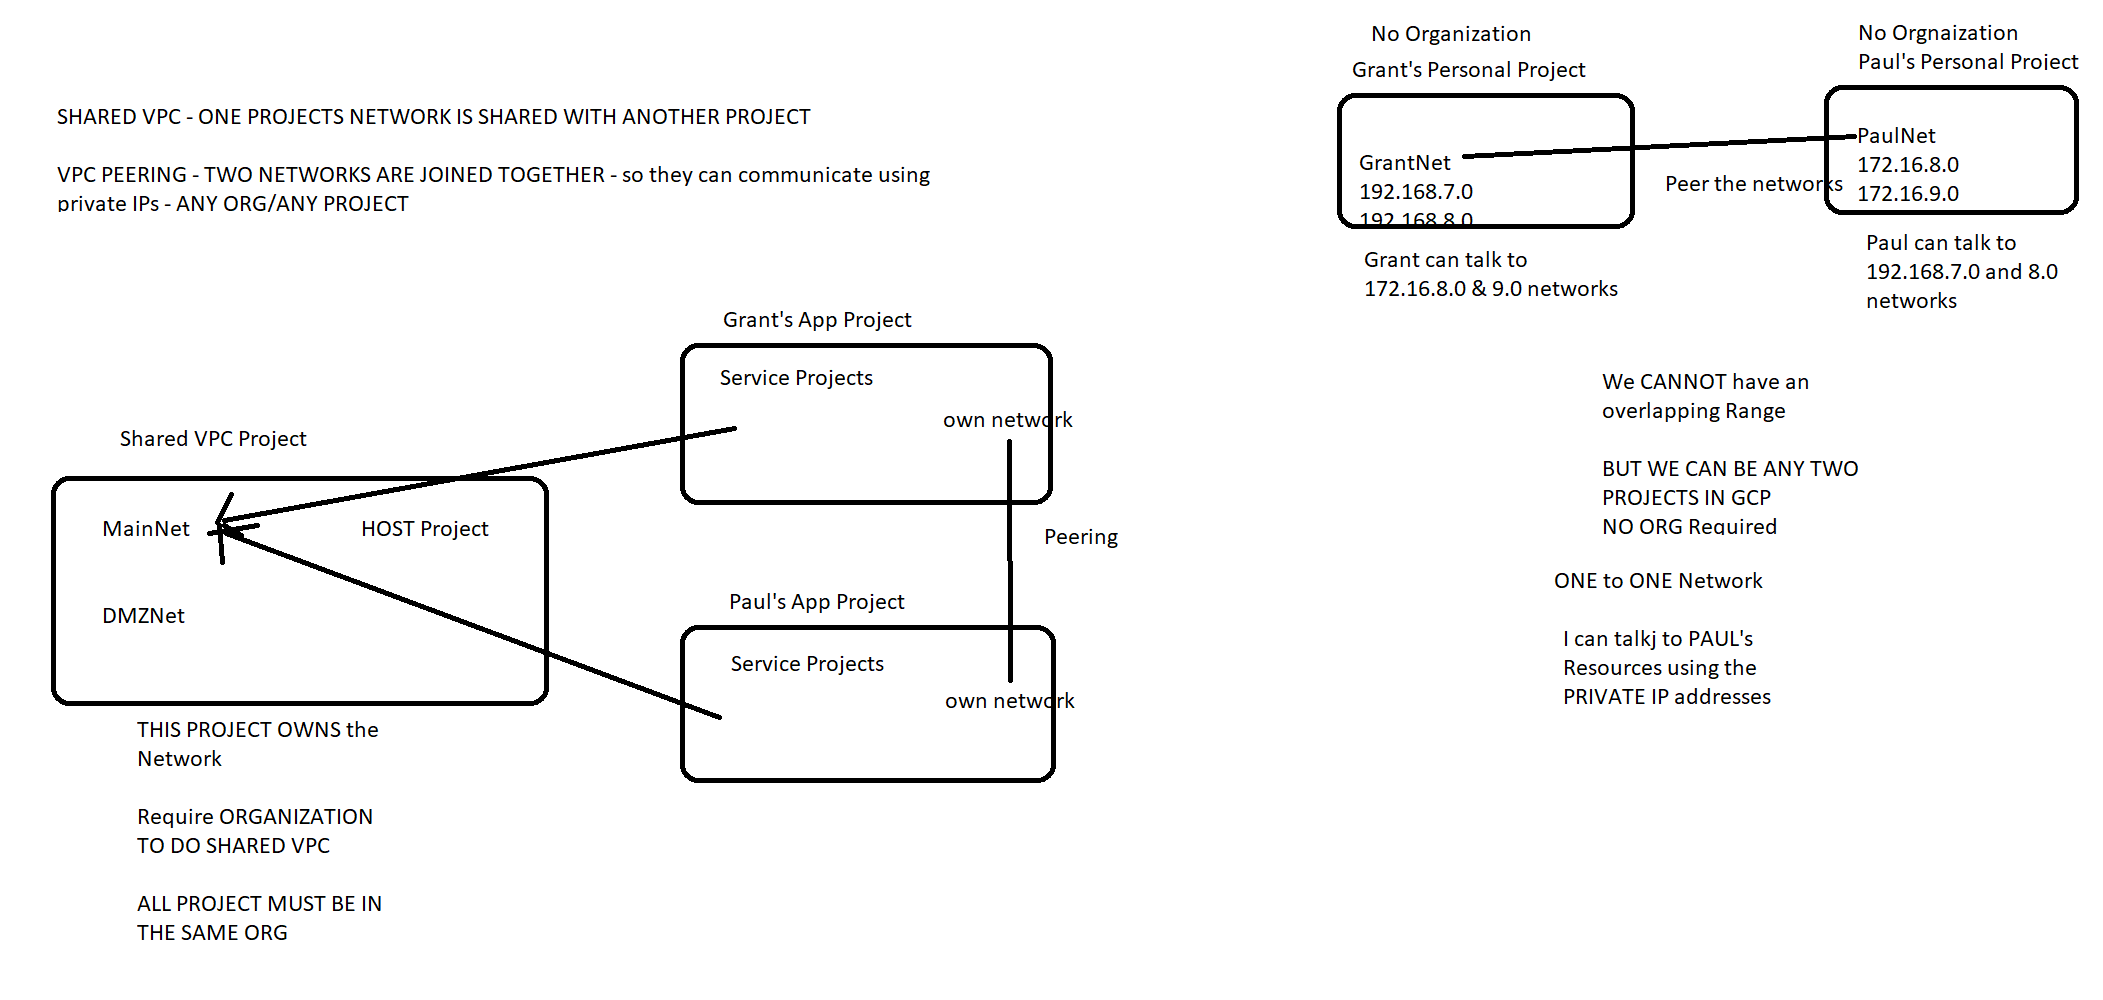 SHARED VPC - ONE PROJECTS NETWORK IS SHARED WITH ANOTHER PROJECT
VPC PEERING - TWO NETWORKS ARE JOINED TOGETHER - so they can communicate using
private IPs - ANY ORG/ANY PROJECT
Grant's App Project
Service Projects
own network
Shared VPC Project
MainNet
HOST Project
DMZNet
Peering
Paul's App Project
Service Projects
own network
THIS PROJECT OWNS the
Network
Require ORGANIZATION
TO DO SHARED VPC
ALL PROJECT MUST BE IN
THE SAME ORG
No Organization
Grant's Personal Project
GrantNet
192.168.7.0
192.168.8.0
Grant can talk to
172.16.8.0 & 9.0 networks
Peer the networks
No Orgnaization
Paul's Personal Project
PaulNet
172.16.8.0
172.16.9.0
Paul can talk to
192.168.7.0 and 8.0
networks
We CANNOT have an
overlapping Range
BUT WE CAN BE ANY TWO
PROJECTS IN GCP
NO ORG Required
ONE to ONE Network
I can talkj to PAUL's
Resources using the
PRIVATE IP addresses